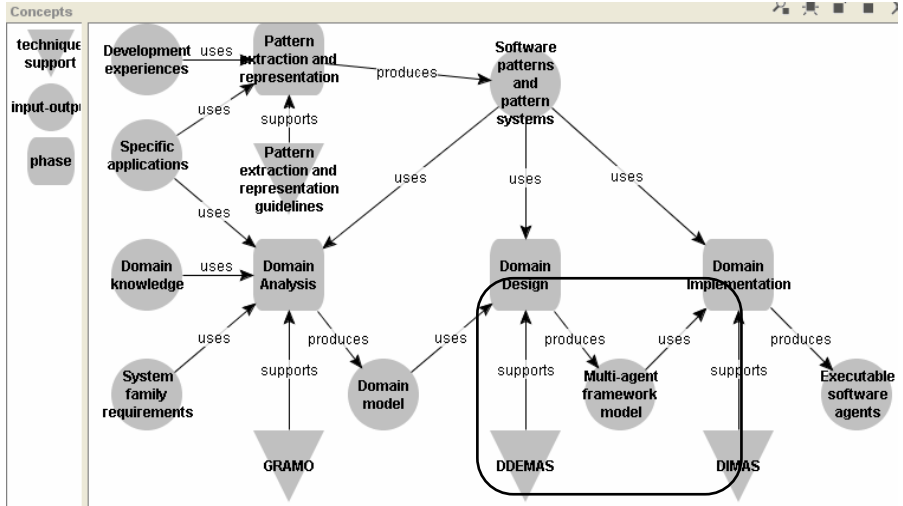 Concepts
technique
support
input-outpu
phase
Development
experiences
uses
Pattern
extraction and
representation
produces
Software
patterns
and
pattern
systems
uses
supports
Specific
applications
Pattern
extraction and
representation
guidelines
uses
uses
uses
uses
Domain
knowledge
uses
Domain
Analysis
Domain
Design
Domain
Implementation
uses
produces
uses
produces
uses
produces
System
family
requirements
supports
Domain
model
supports
Multi-agent
framework
model
supports
Executable
software
agents
GRAMO
DDEMAS
DIMAS